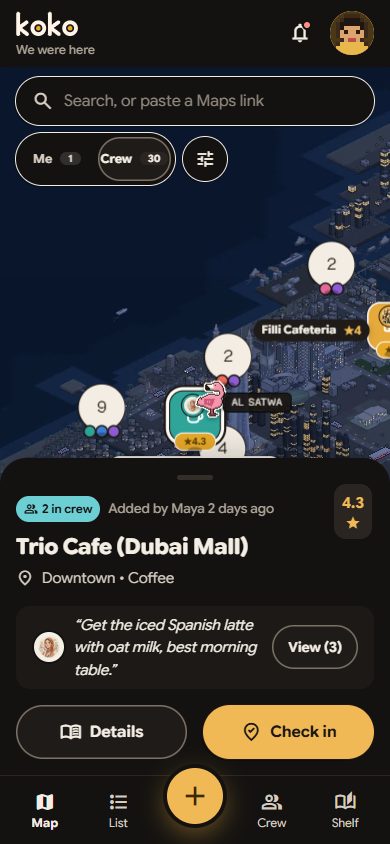 koko
We were here
Search, or paste a Maps link
Me 1 Crew 30
2
Filli Cafeteria ★4
2
9
AL SATWA
★4.3
4
2 in crew Added by Maya 2 days ago
4.3 ★
Trio Cafe (Dubai Mall)
Downtown • Coffee
“Get the iced Spanish latte
with oat milk, best morning
table.”
View (3)
Details Check in
Map List Crew Shelf